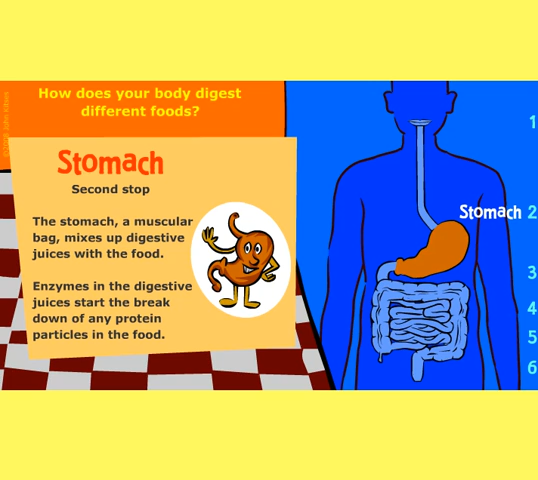 How does your body digest
different foods?
Stomach
Second stop
The stomach, a muscular
bag, mixes up digestive
juices with the food.
Enzymes in the digestive
juices start the break
down of any protein
particles in the food.
1
Stomach 2
3
4
5
6